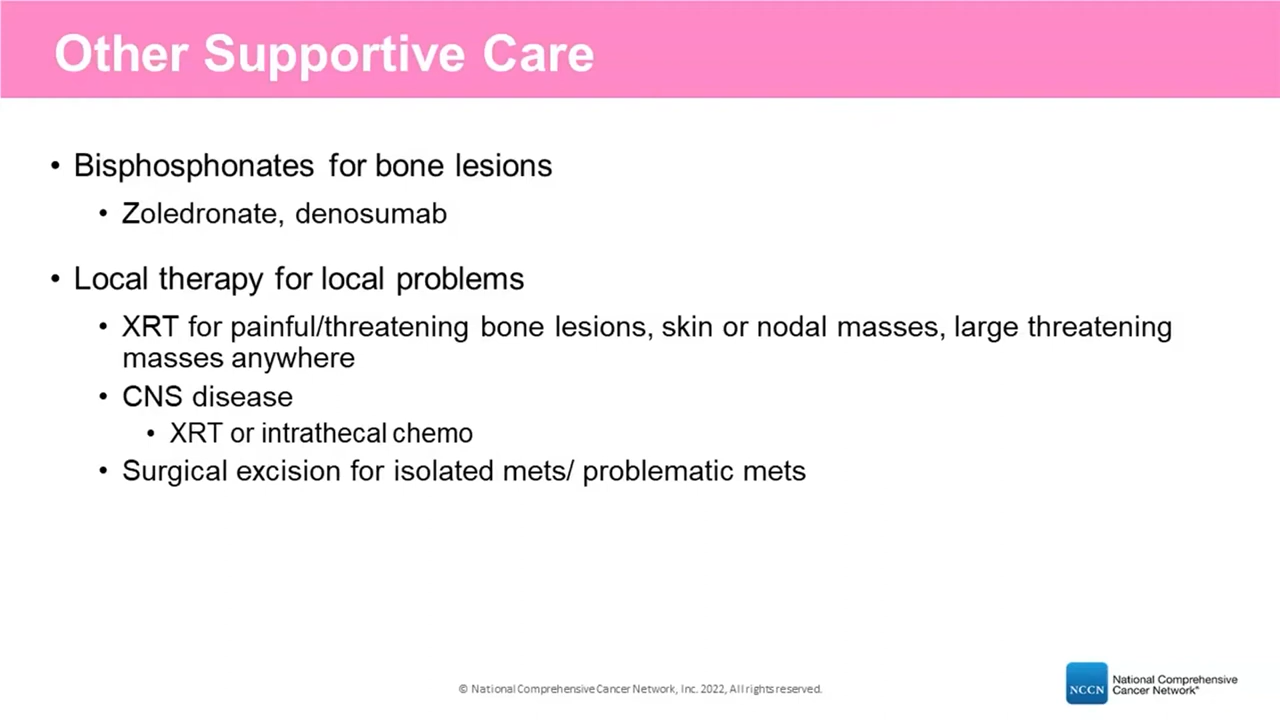 Other Supportive Care
• Bisphosphonates for bone lesions
• Zoledronate, denosumab
• Local therapy for local problems
• XRT for painful/threatening bone lesions, skin or nodal masses, large threatening
masses anywhere
• CNS disease
• XRT or intrathecal chemo
• Surgical excision for isolated mets/ problematic mets
© National Comprehensive Cancer Network, Inc. 2022, All rights reserved.
NCCN
National Comprehensive
Cancer Network®